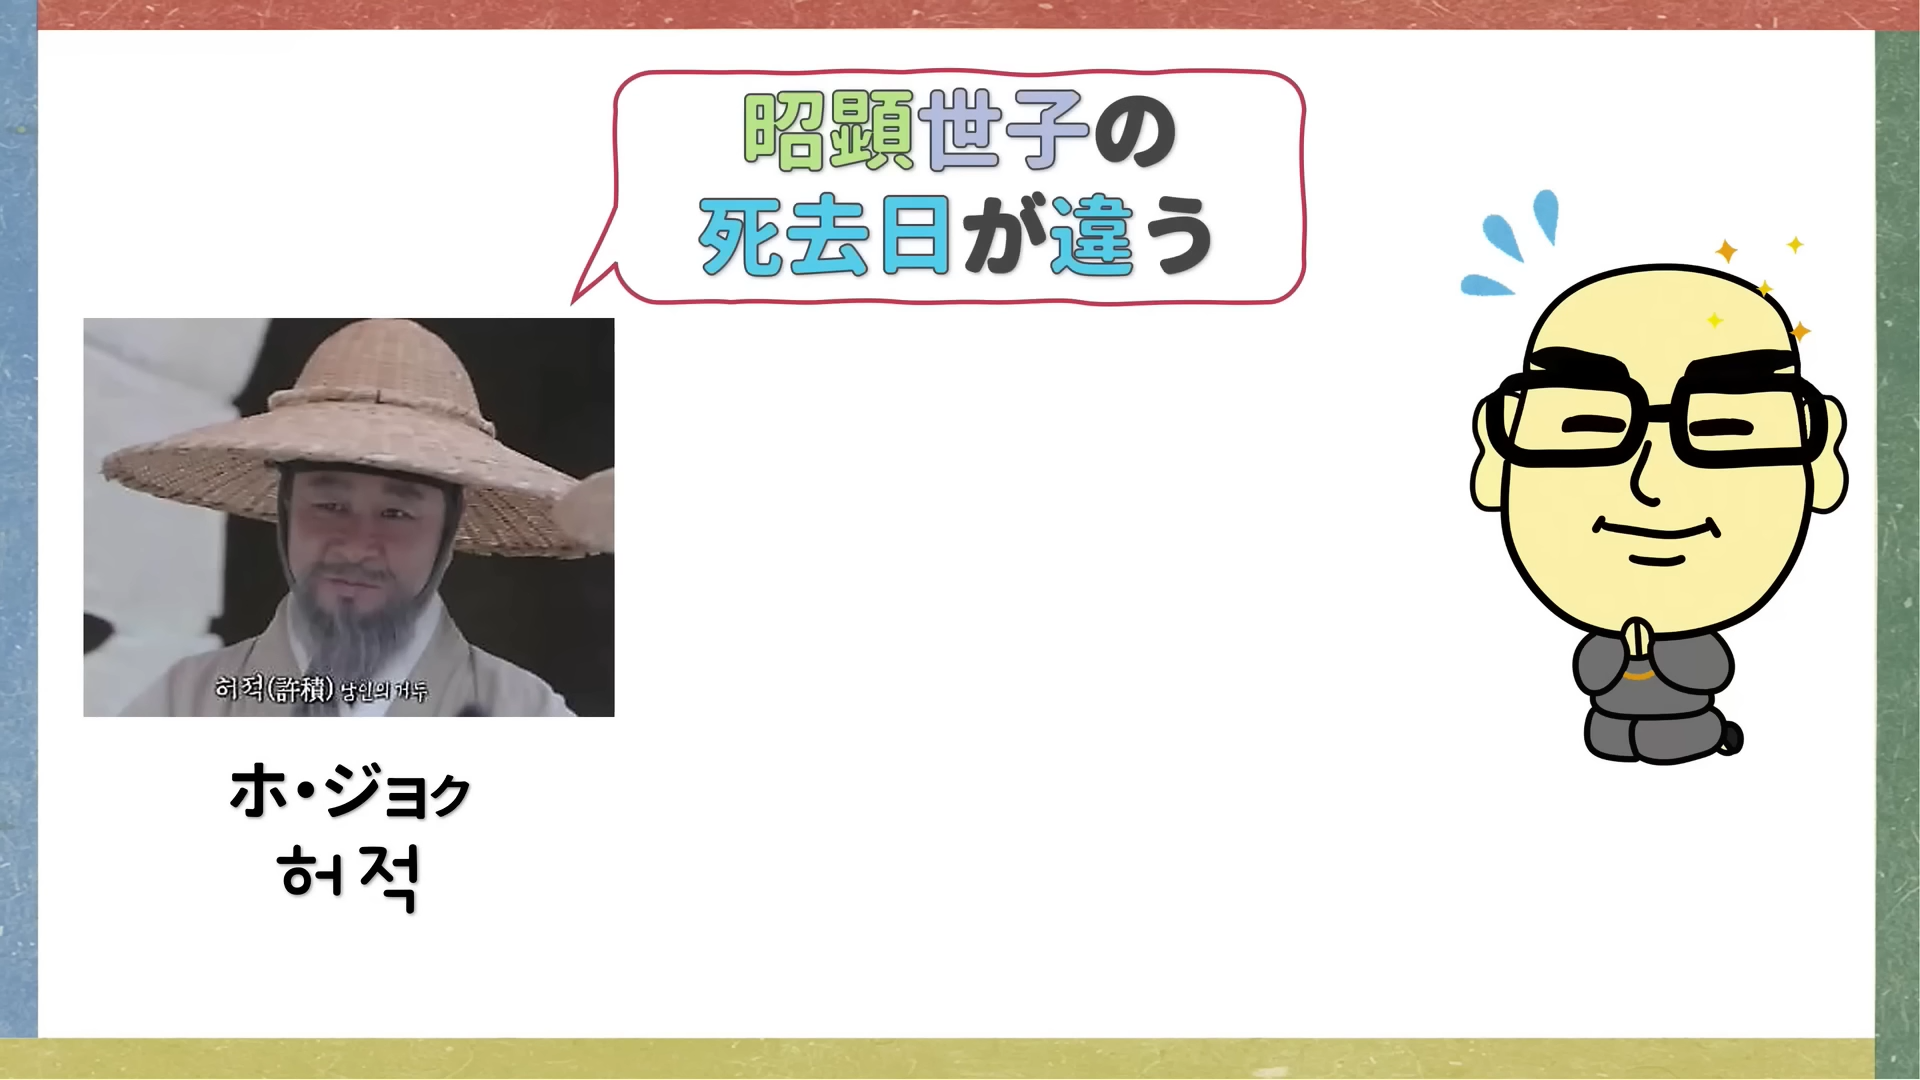 昭顕世子の
死去日が違う
허적(許積) 남인의 거두
ホ・ジョク
허적